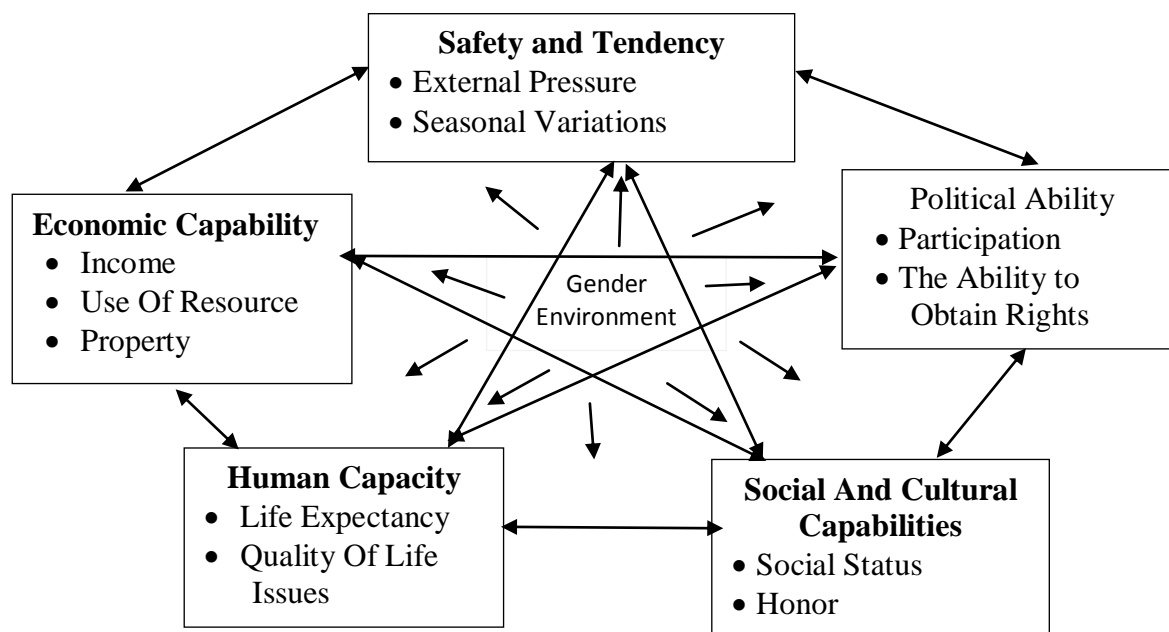 Safety and Tendency
• External Pressure
• Seasonal Variations
Economic Capability
• Income
• Use Of Resource
• Property
Gender
Environment
Political Ability
• Participation
• The Ability to
Obtain Rights
Human Capacity
• Life Expectancy
• Quality Of Life
Issues
Social And Cultural
Capabilities
• Social Status
• Honor